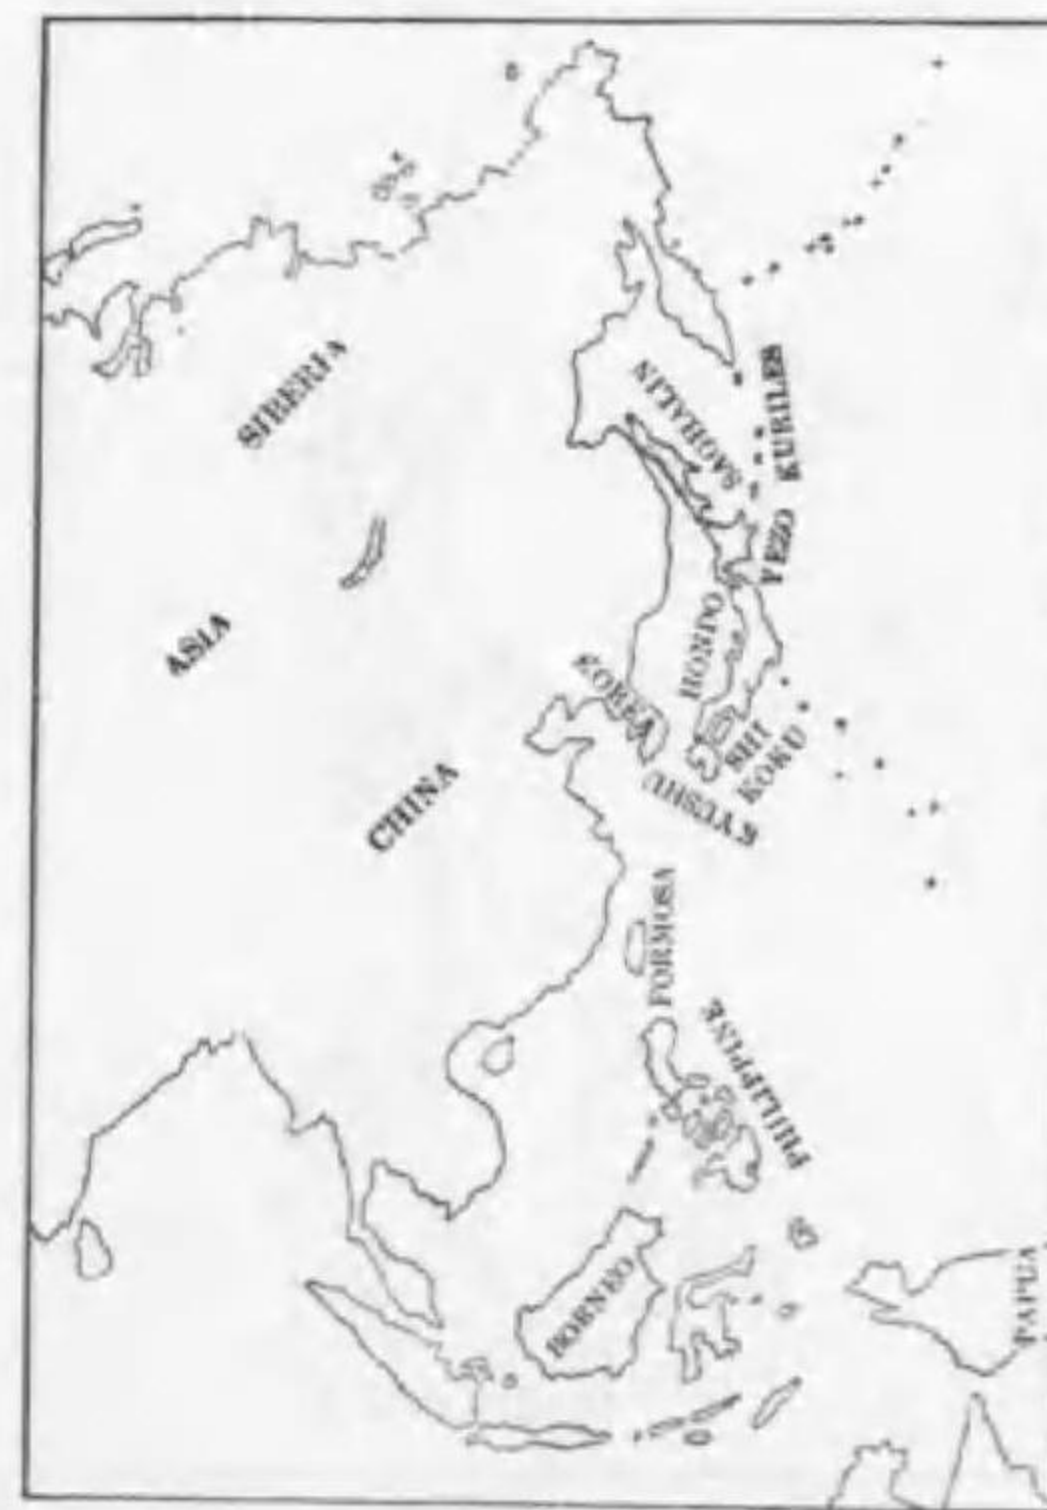 SIBERIA
SAGHALIN
KURILES
YEZO
ASIA
HONDO
KOREA
SHI
KOKU
CHINA
KYUSHU
FORMOSA
PHILIPPINE
BORNEO
PAPUA